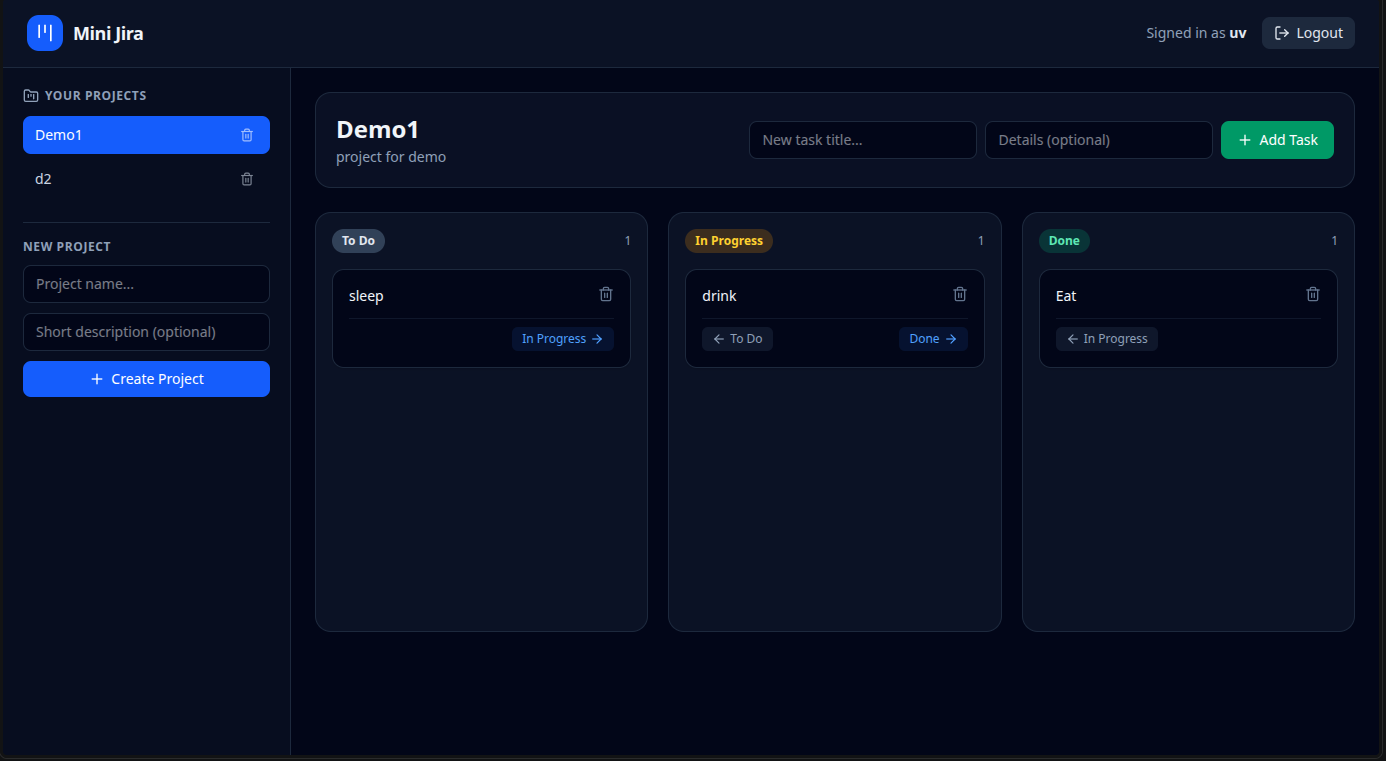 Mini Jira
Signed in as uv
Logout
YOUR PROJECTS
Demo1
d2
NEW PROJECT
Project name...
Short description (optional)
+ Create Project
Demo1
project for demo
New task title...
Details (optional)
+ Add Task
To Do
1
sleep
In Progress →
In Progress
1
drink
← To Do
Done →
Done
1
Eat
← In Progress